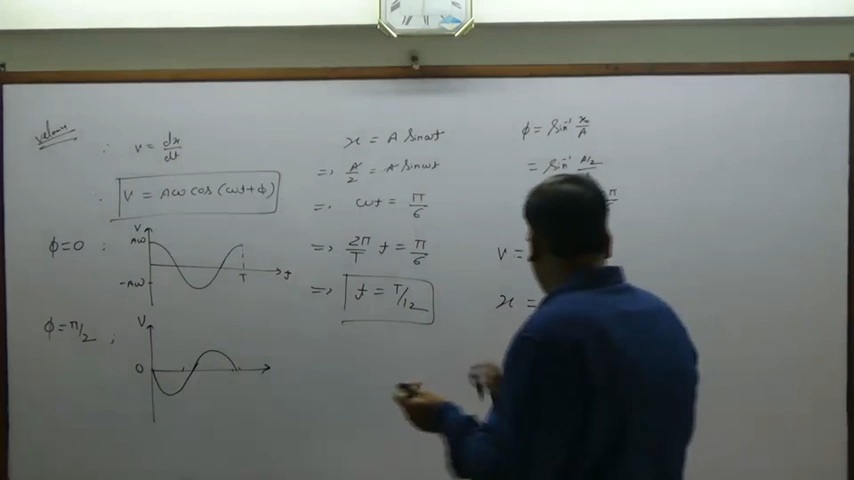 velocity
∴ v = dx/dt
∴ V = Aω cos(ωt+ϕ)
ϕ=0 :
V
Aω
-Aω
T
t
ϕ=π/2 ;
V
0
x = A sinωt
=> A/2 = A sinωt
=> ωt = π/6
=> 2π/T t = π/6
=> t = T/12
ϕ = sin⁻¹ x₀/A
= sin⁻¹ A/2
π/6
V =
x =